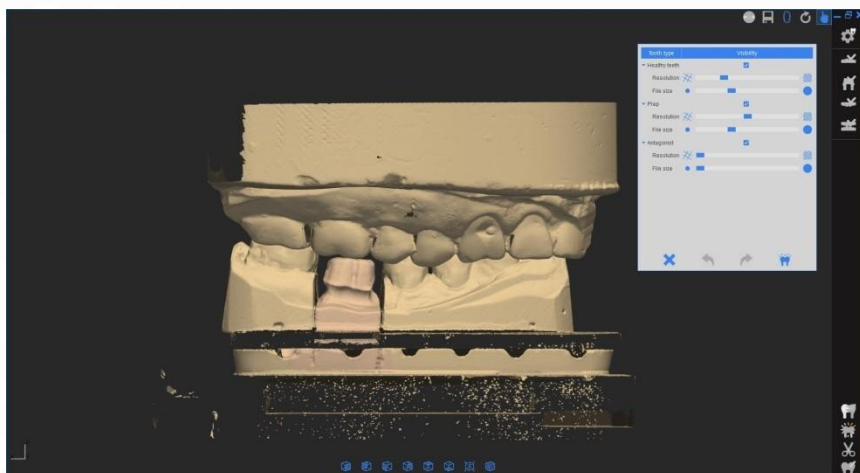 Tooth type Visibility
Healthy teeth
Resolution
File size
Prep
Resolution
File size
Antagonist
Resolution
File size